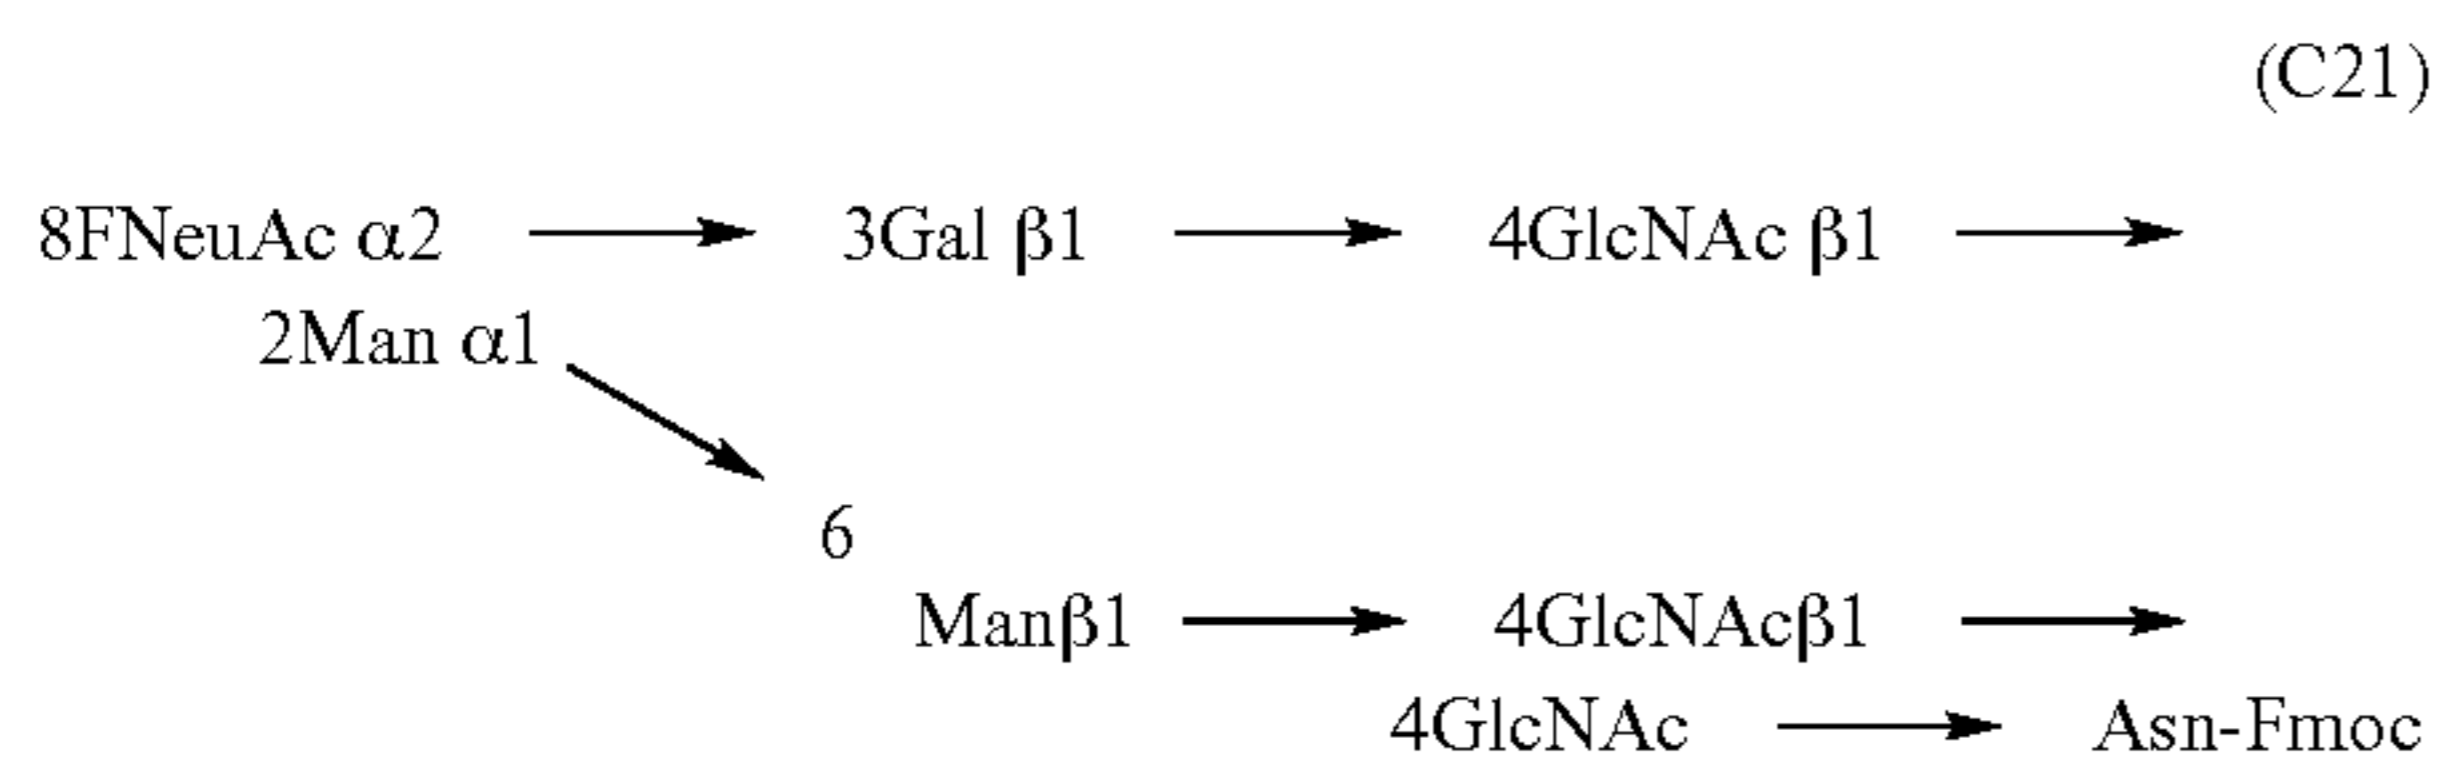 (C21)
8FNeuAc α2 → 3Gal β1 → 4GlcNAc β1 →
2Man α1
6
Manβ1 → 4GlcNAcβ1 →
4GlcNAc → Asn-Fmoc